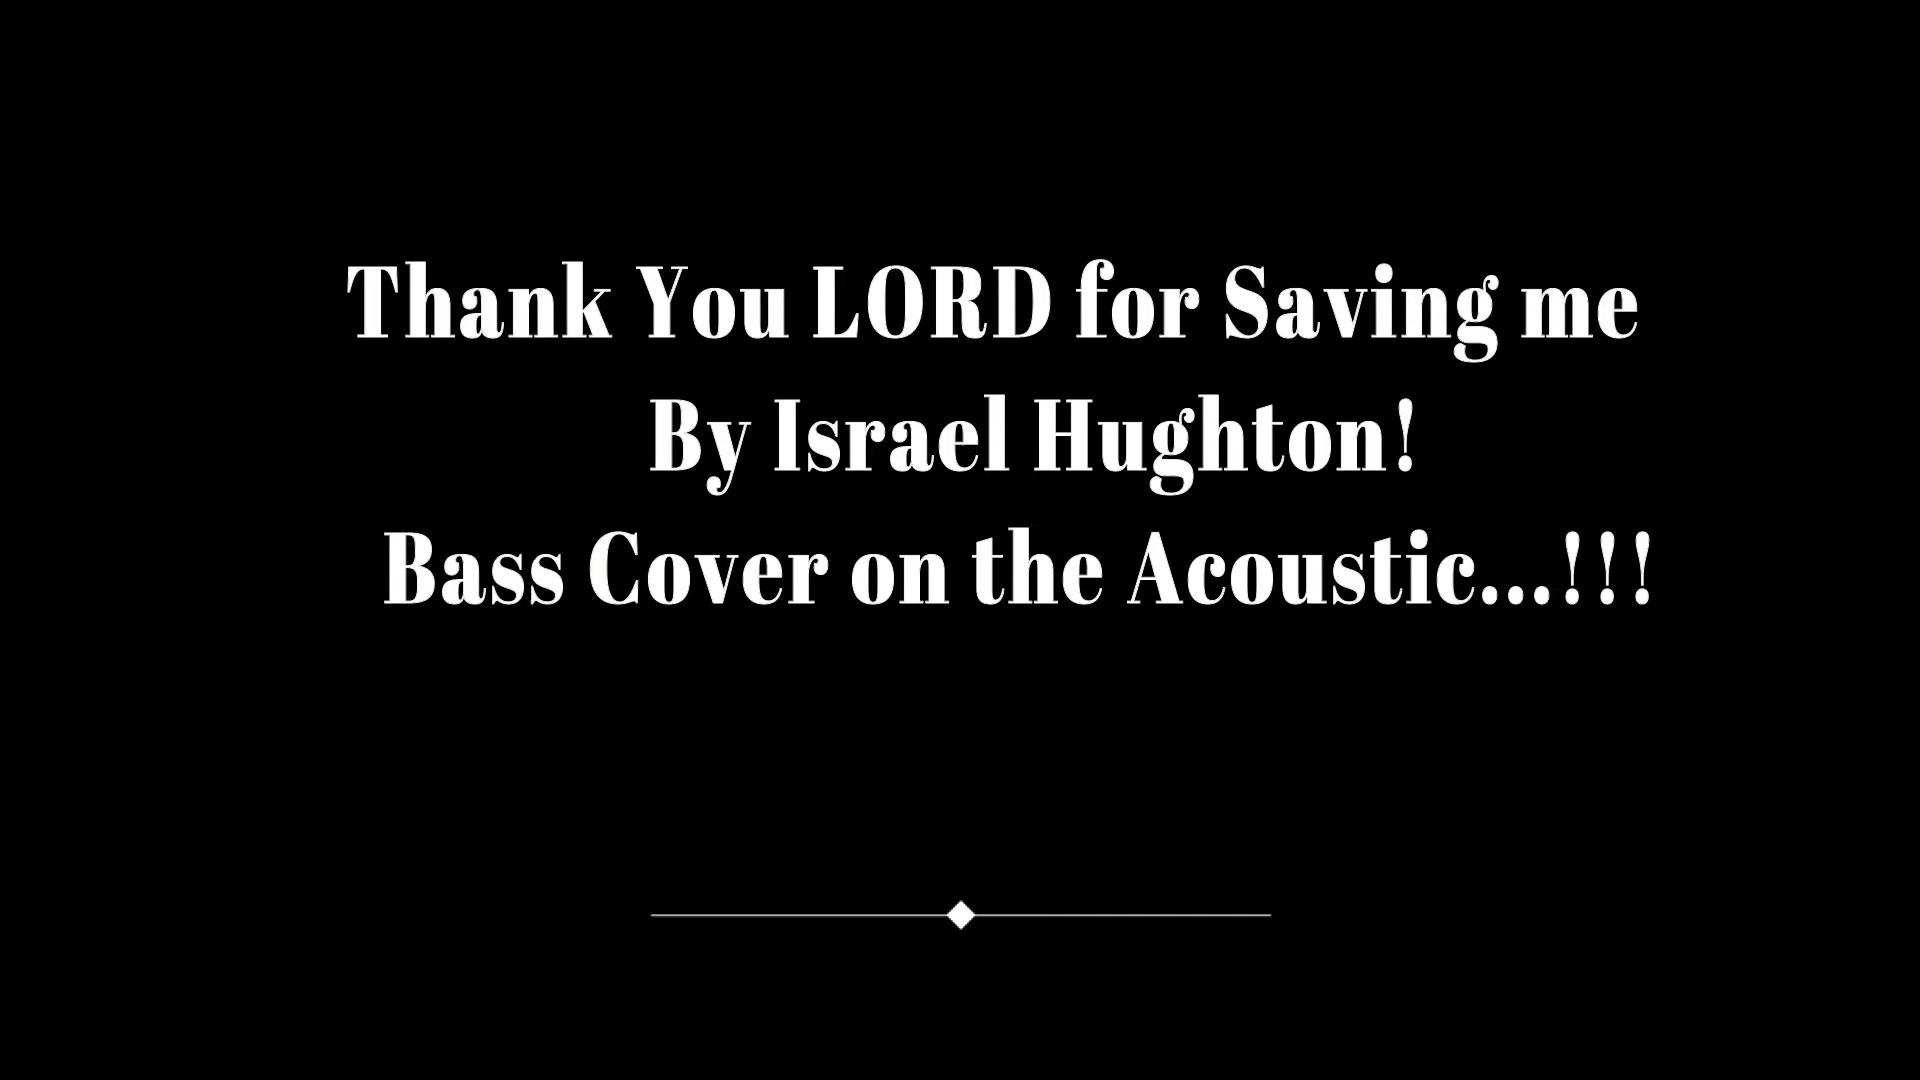 Thank You LORD for Saving me
By Israel Hughton!
Bass Cover on the Acoustic...!!!